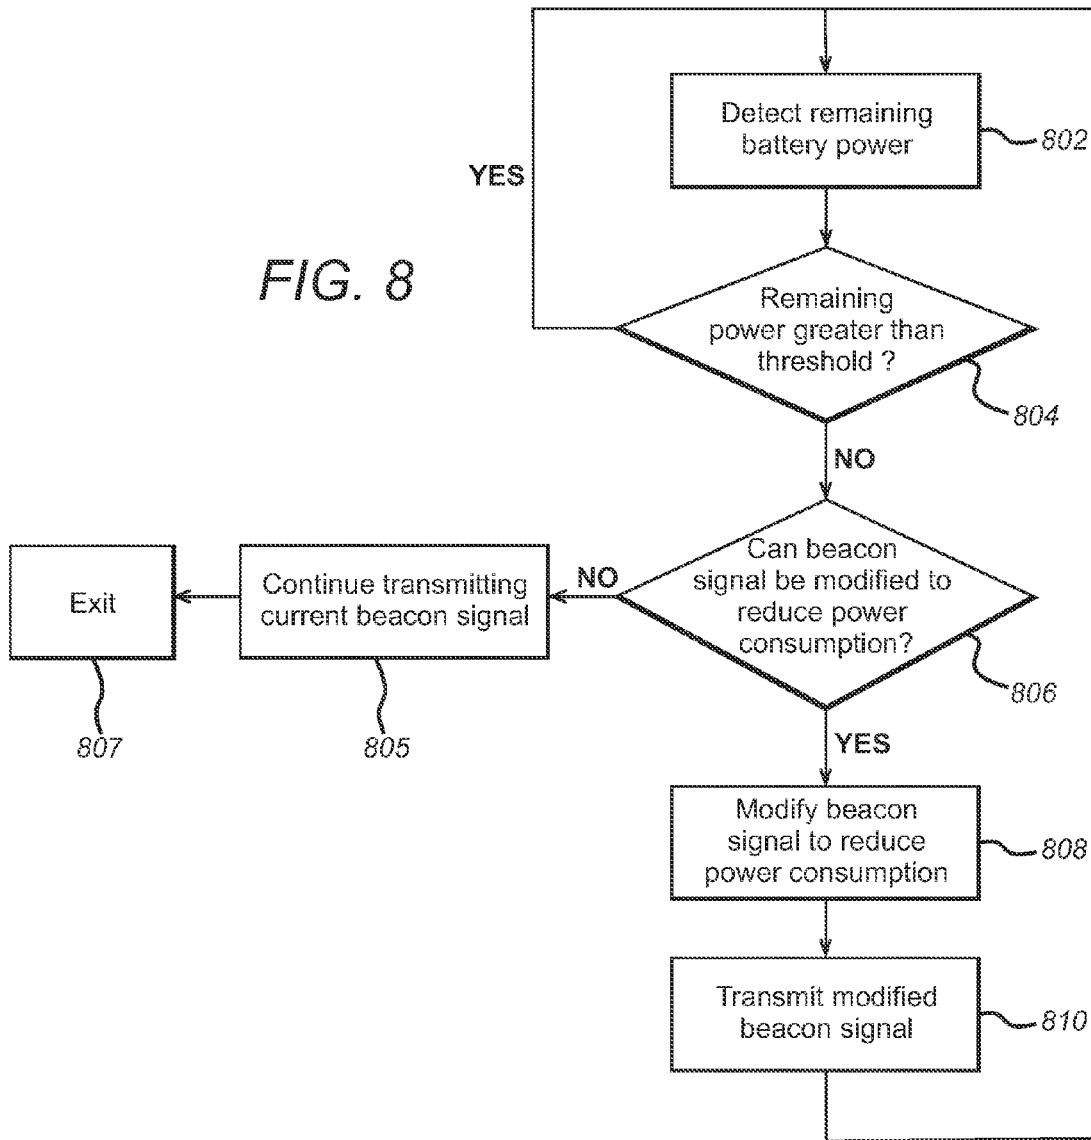 Detect remaining
battery power
802
YES
FIG. 8
Remaining
power greater than
threshold ?
804
NO
Can beacon
signal be modified to
reduce power
consumption?
806
NO
Continue transmitting
current beacon signal
805
Exit
807
YES
Modify beacon
signal to reduce
power consumption
808
Transmit modified
beacon signal
810